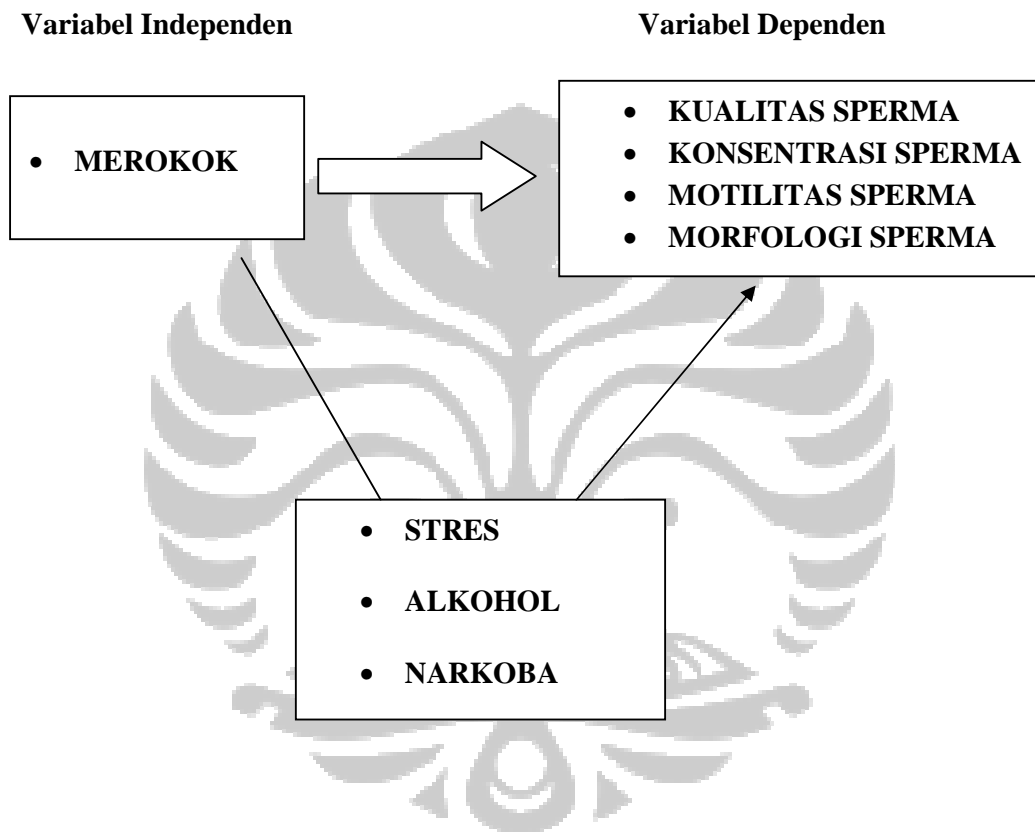 Variabel Independen
Variabel Dependen
• MEROKOK
• KUALITAS SPERMA
• KONSENTRASI SPERMA
• MOTILITAS SPERMA
• MORFOLOGI SPERMA
• STRES
• ALKOHOL
• NARKOBA